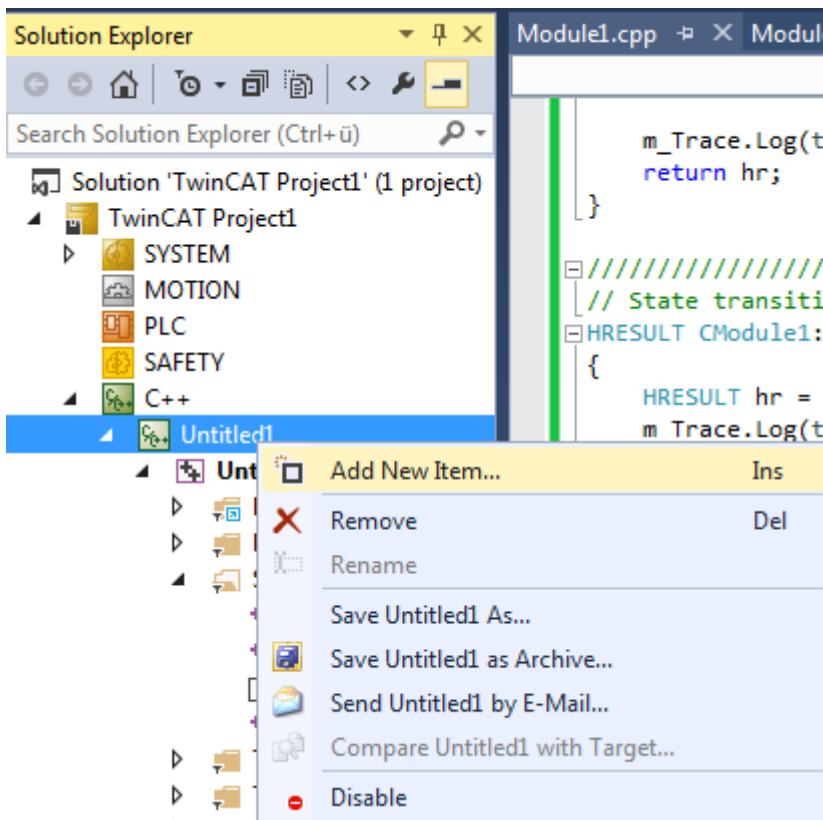 Solution Explorer
Search Solution Explorer (Ctrl+ü)
Solution 'TwinCAT Project1' (1 project)
TwinCAT Project1
SYSTEM
MOTION
PLC
SAFETY
C++
Untitled1
Unt
Add New Item... Ins
Remove Del
Rename
Save Untitled1 As...
Save Untitled1 as Archive...
Send Untitled1 by E-Mail...
Compare Untitled1 with Target...
Disable
Module1.cpp Modul
m_Trace.Log(t
return hr;
}
/////////////////
// State transiti
HRESULT CModule1:
{
HRESULT hr =
m_Trace.Log(t